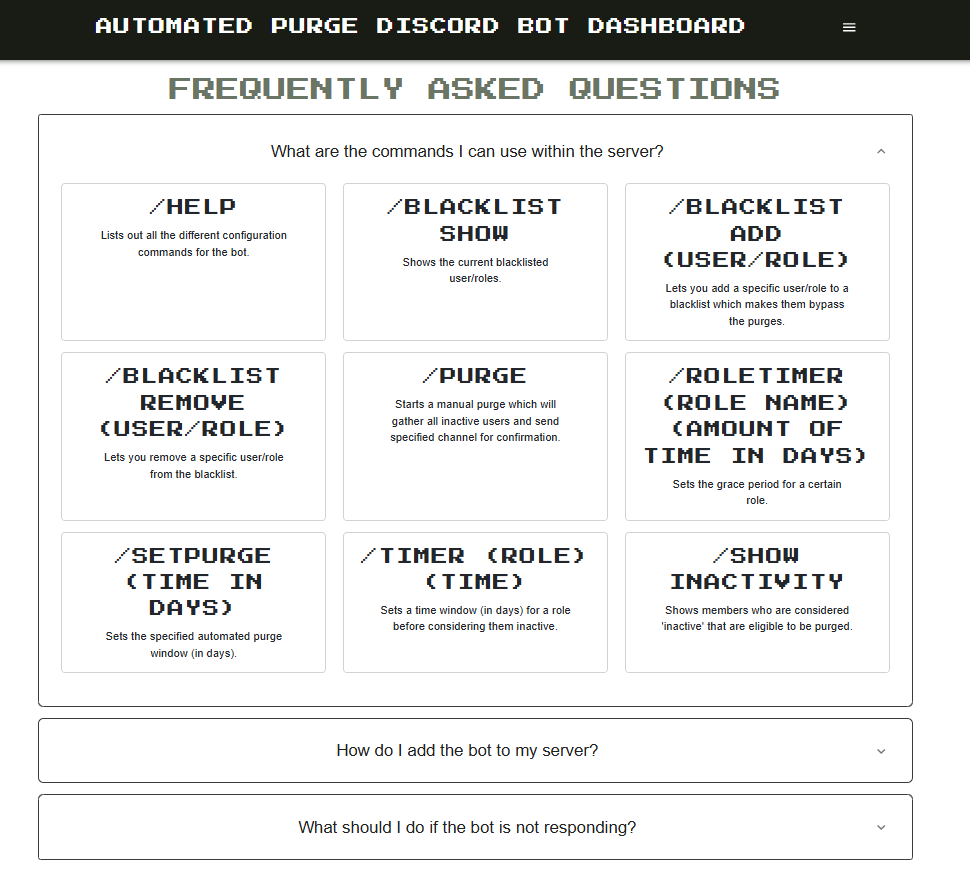 AUTOMATED PURGE DISCORD BOT DASHBOARD
FREQUENTLY ASKED QUESTIONS
What are the commands I can use within the server?
/HELP
Lists out all the different configuration
commands for the bot.
/BLACKLIST
SHOW
Shows the current blacklisted
user/roles.
/BLACKLIST
ADD
(USER/ROLE)
Lets you add a specific user/role to a
blacklist which makes them bypass
the purges.
/BLACKLIST
REMOVE
(USER/ROLE)
Lets you remove a specific user/role
from the blacklist.
/PURGE
Starts a manual purge which will
gather all inactive users and send
specified channel for confirmation.
/ROLETIMER
(ROLE NAME)
(AMOUNT OF
TIME IN DAYS)
Sets the grace period for a certain
role.
/SETPURGE
(TIME IN
DAYS)
Sets the specified automated purge
window (in days).
/TIMER (ROLE)
(TIME)
Sets a time window (in days) for a role
before considering them inactive.
/SHOW
INACTIVITY
Shows members who are considered
'inactive' that are eligible to be purged.
How do I add the bot to my server?
What should I do if the bot is not responding?